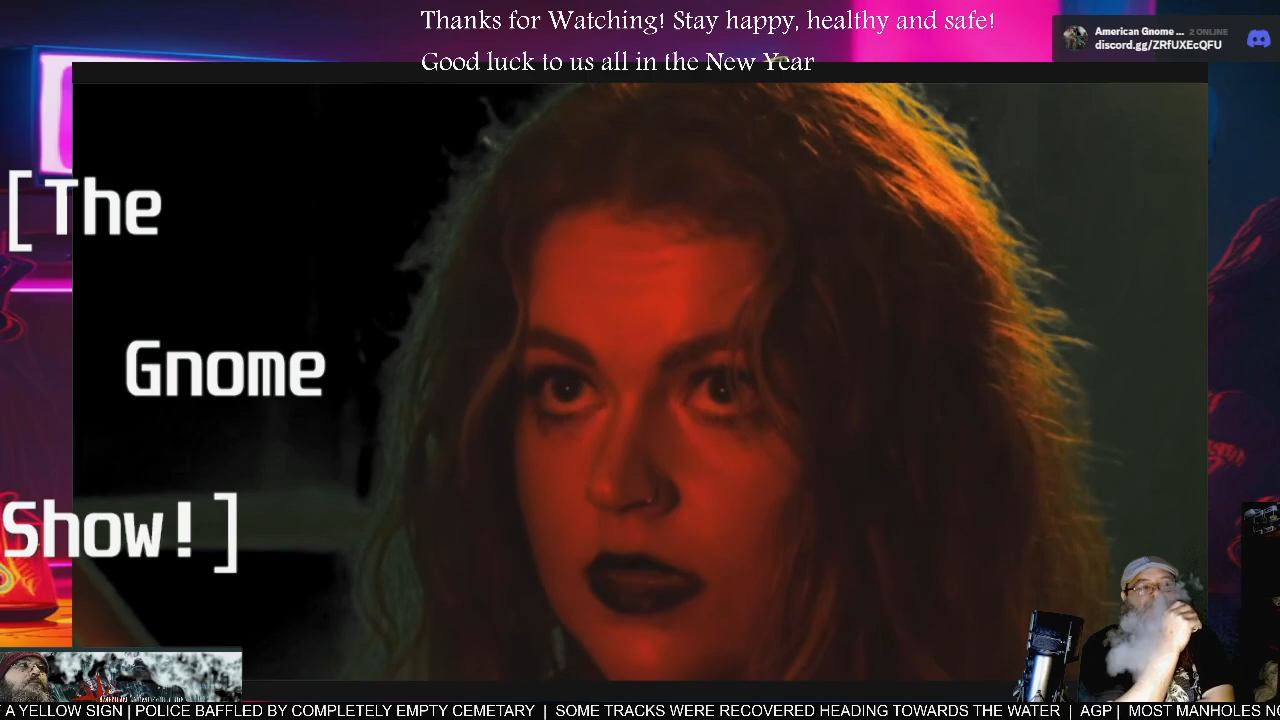 Thanks for Watching! Stay happy, healthy and safe!
Good luck to us all in the New Year
American Gnome ... 2 ONLINE
discord.gg/ZRfUXEcQFU
[The
Gnome
Show!]
A YELLOW SIGN | POLICE BAFFLED BY COMPLETELY EMPTY CEMETARY | SOME TRACKS WERE RECOVERED HEADING TOWARDS THE WATER | AGP | MOST MANHOLES